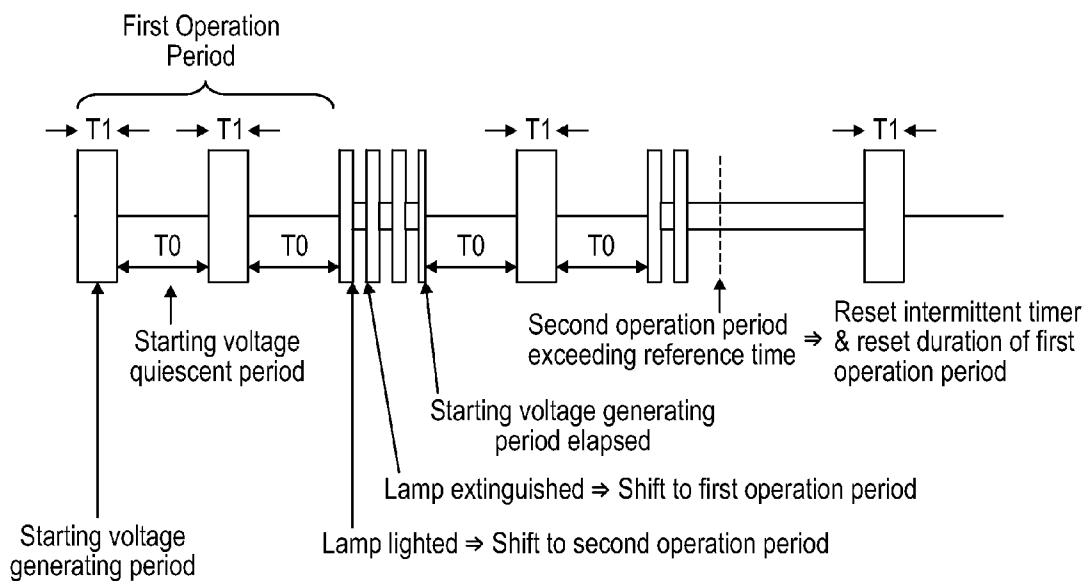 First Operation
Period
T1
T1
T1
T1
T0
T0
T0
T0
Starting voltage
quiescent period
Second operation period
exceeding reference time
⇒
Reset intermittent timer
& reset duration of first
operation period
Starting voltage generating
period elapsed
Lamp extinguished ⇒ Shift to first operation period
Starting voltage
generating period
Lamp lighted ⇒ Shift to second operation period